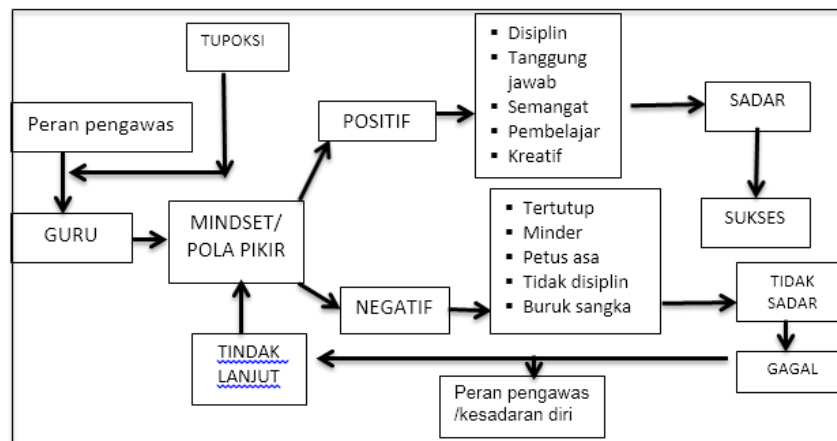 TUPOKSI
Peran pengawas
GURU
MINDSET/
POLA PIKIR
POSITIF
▪ Disiplin
▪ Tanggung
jawab
▪ Semangat
▪ Pembelajar
▪ Kreatif
SADAR
SUKSES
NEGATIF
▪ Tertutup
▪ Minder
▪ Petus asa
▪ Tidak disiplin
▪ Buruk sangka
TIDAK
SADAR
GAGAL
Peran pengawas
/kesadaran diri
TINDAK
LANJUT